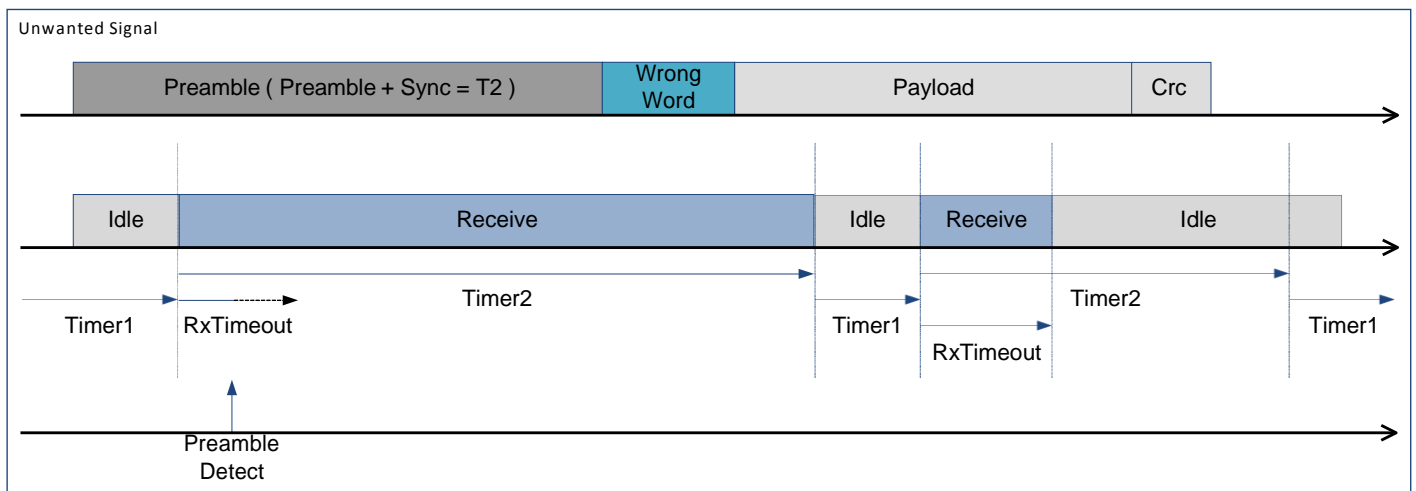 Unwanted Signal
Preamble ( Preamble + Sync = T2 )
Wrong
Word
Payload
Crc
Idle
Receive
Idle
Receive
Idle
Timer2
Timer2
Timer1
RxTimeout
Timer1
Timer1
RxTimeout
Preamble
Detect